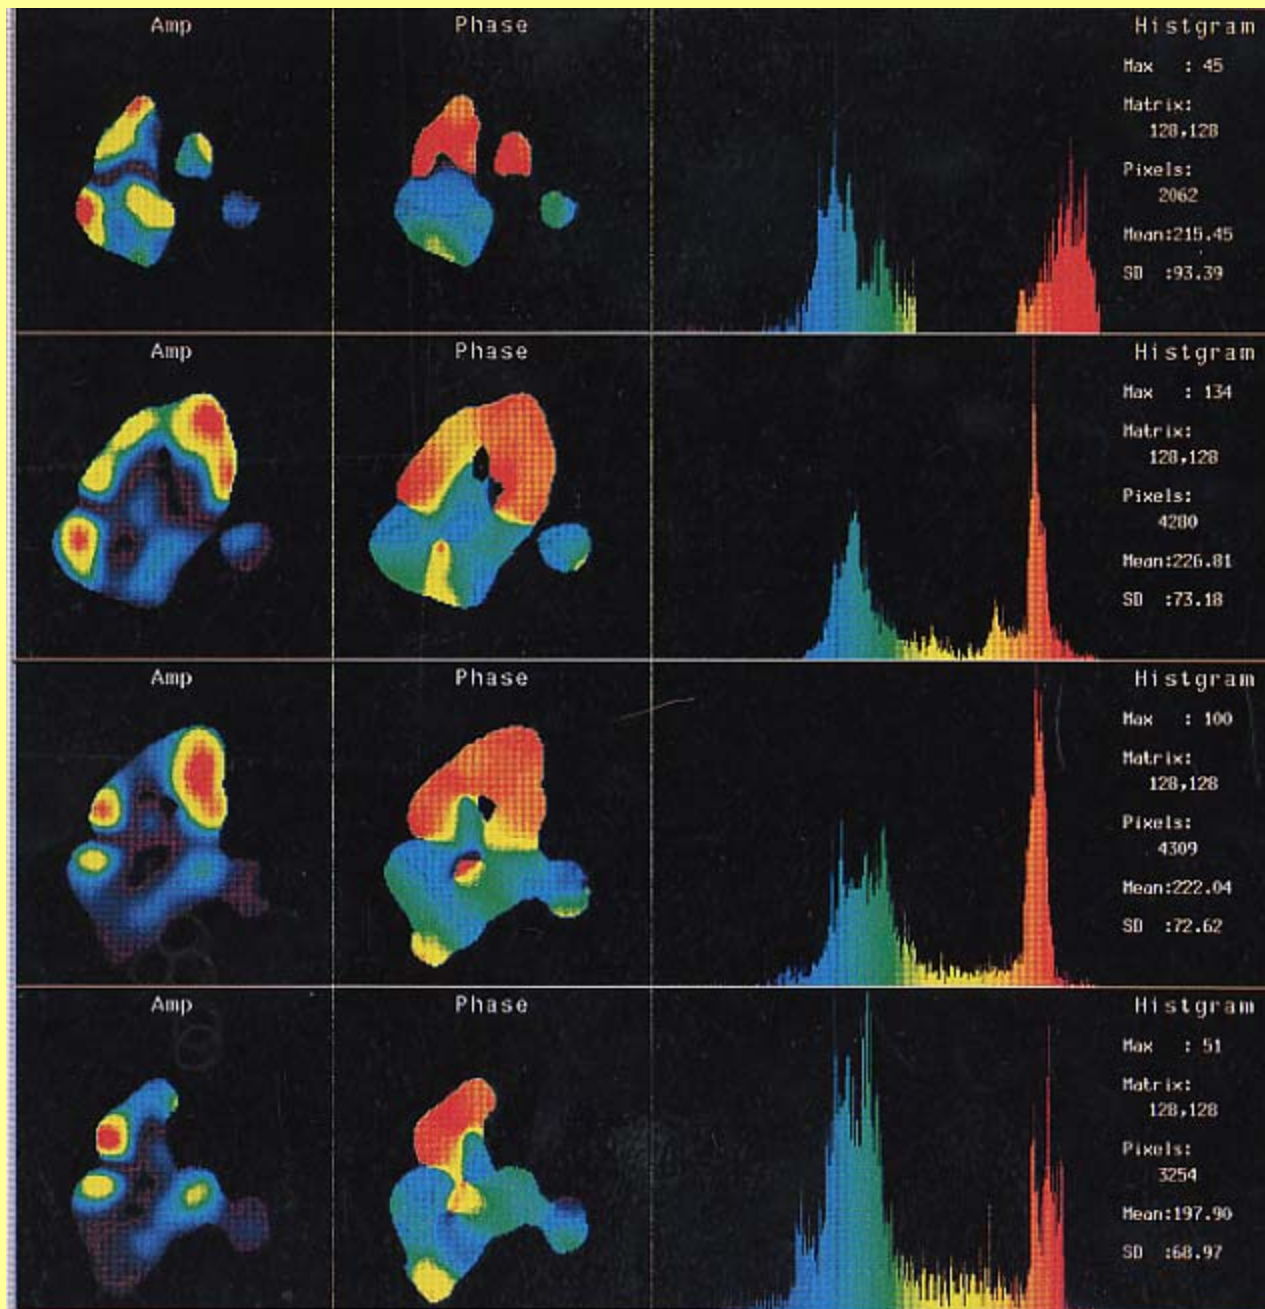 Amp
Phase
Histgram
Max : 45
Matrix:
128,128
Pixels:
2062
Mean:215.45
SD :93.39
Amp
Phase
Histgram
Max : 134
Matrix:
128,128
Pixels:
4280
Mean:226.81
SD :73.18
Amp
Phase
Histgram
Max : 100
Matrix:
128,128
Pixels:
4309
Mean:222.04
SD :72.62
Amp
Phase
Histgram
Max : 51
Matrix:
128,128
Pixels:
3254
Mean:197.90
SD :68.97